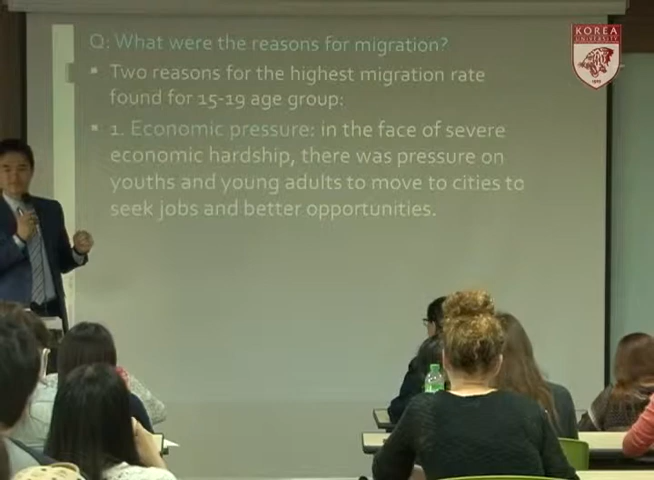 Q: What were the reasons for migration?
▪ Two reasons for the highest migration rate
found for 15-19 age group:
▪ 1. Economic pressure: in the face of severe
economic hardship, there was pressure on
youths and young adults to move to cities to
seek jobs and better opportunities.
KOREA
UNIVERSITY
1905